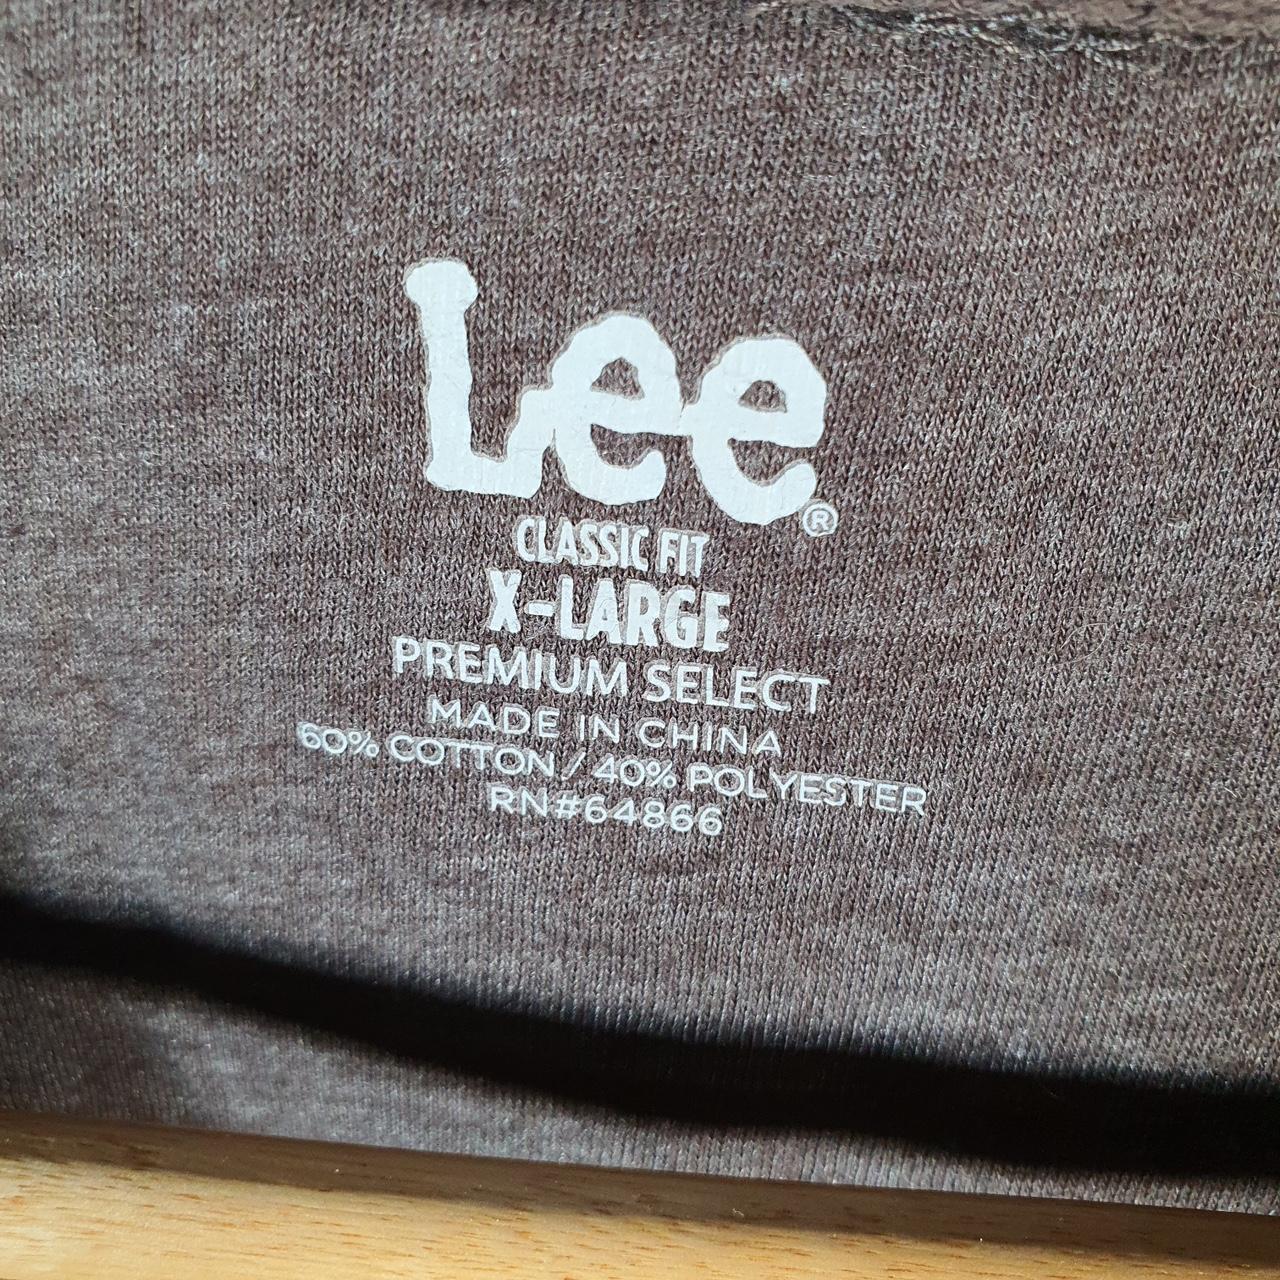 Lee®
CLASSIC FIT
X-LARGE
PREMIUM SELECT
MADE IN CHINA
60% COTTON / 40% POLYESTER
RN#64866